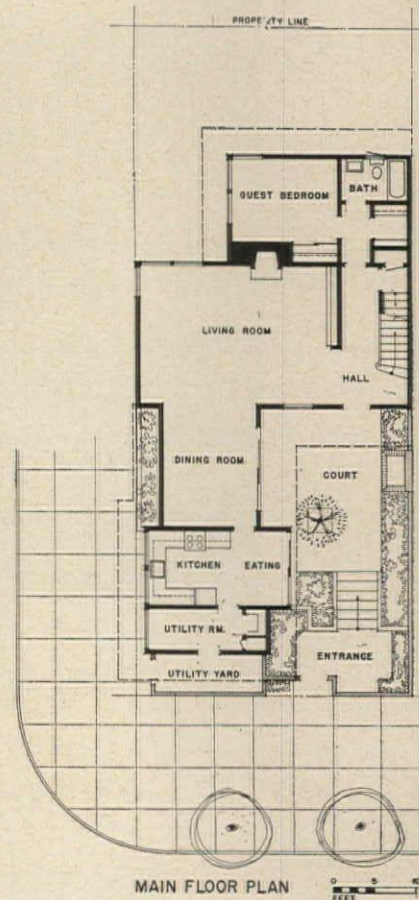 PROPERTY LINE
BATH
GUEST BEDROOM
LIVING ROOM
HALL
DINING ROOM
COURT
KITCHEN EATING
UTILITY RM.
ENTRANCE
UTILITY YARD
MAIN FLOOR PLAN
0 5 10
FEET